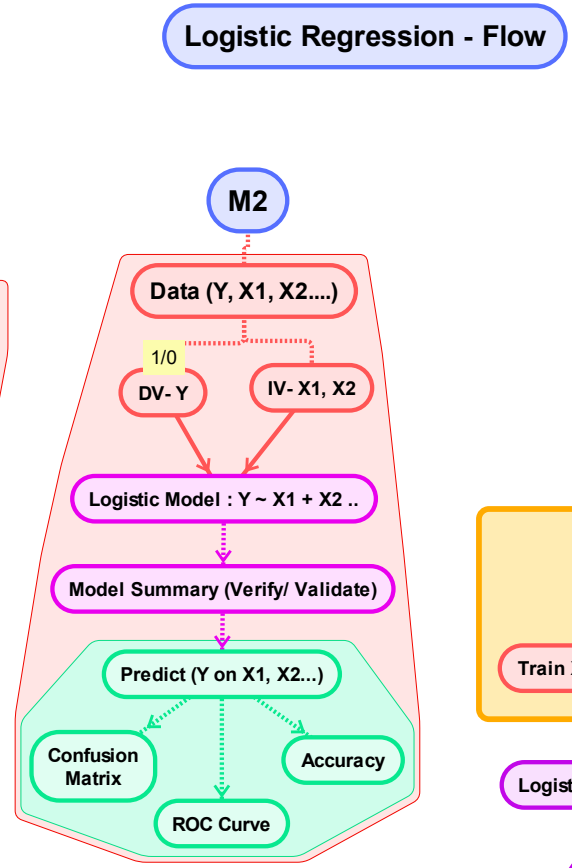 Logistic Regression - Flow
M2
Data (Y, X1, X2....)
1/0
DV- Y
IV- X1, X2
Logistic Model : Y ~ X1 + X2 ..
Model Summary (Verify/ Validate)
Predict (Y on X1, X2...)
Confusion
Matrix
Accuracy
ROC Curve
Train
Logist